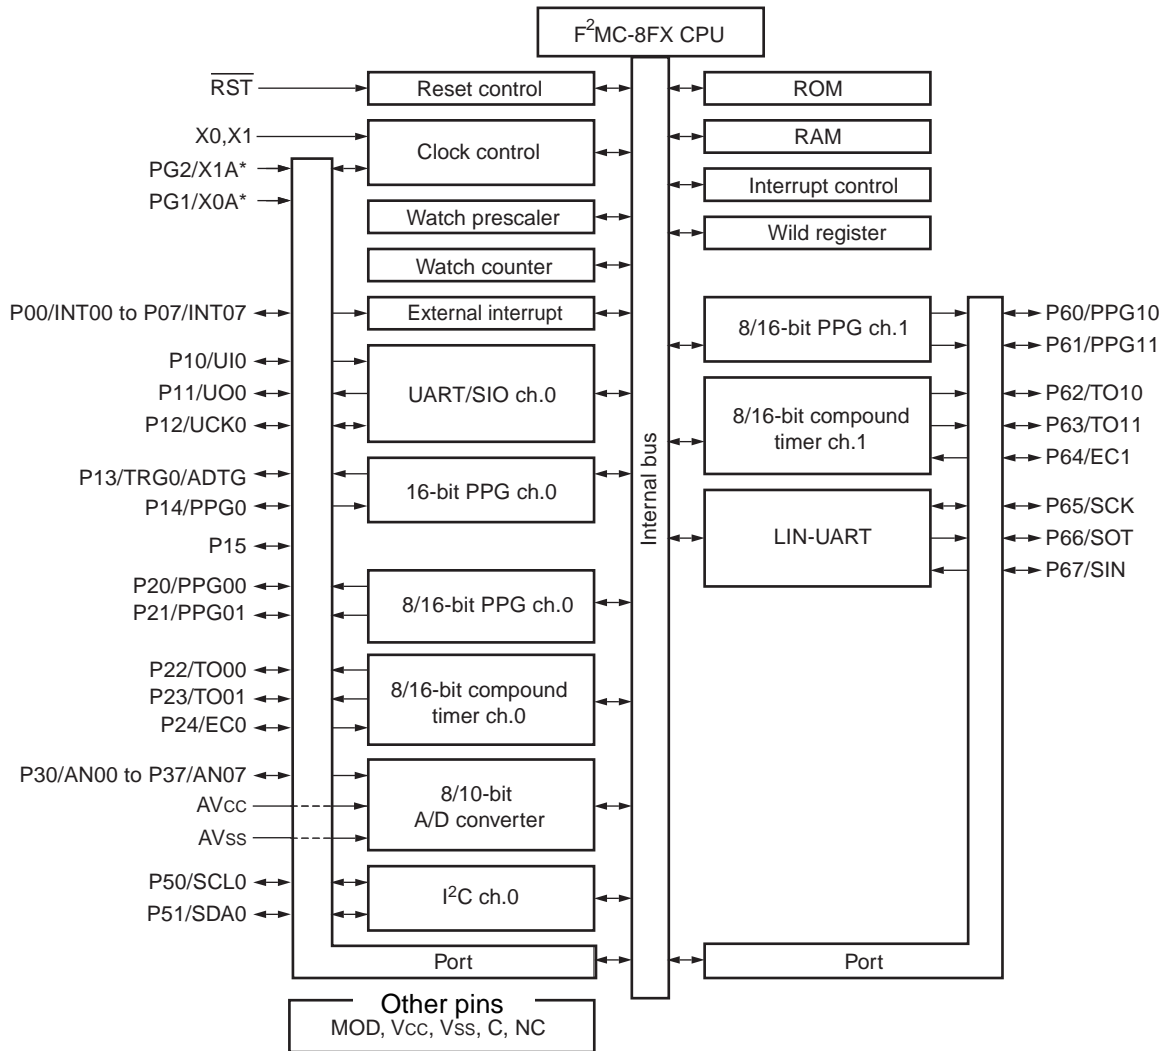 F²MC-8FX CPU
RST
Reset control
ROM
X0,X1
Clock control
RAM
PG2/X1A*
PG1/X0A*
Interrupt control
Watch prescaler
Wild register
Watch counter
P00/INT00 to P07/INT07
External interrupt
8/16-bit PPG ch.1
P60/PPG10
P61/PPG11
P10/UI0
P11/UO0
P12/UCK0
UART/SIO ch.0
8/16-bit compound
timer ch.1
P62/TO10
P63/TO11
P64/EC1
P13/TRG0/ADTG
P14/PPG0
16-bit PPG ch.0
Internal bus
LIN-UART
P65/SCK
P66/SOT
P67/SIN
P15
P20/PPG00
P21/PPG01
8/16-bit PPG ch.0
P22/TO00
P23/TO01
P24/EC0
8/16-bit compound
timer ch.0
P30/AN00 to P37/AN07
AVCC
AVSS
8/10-bit
A/D converter
P50/SCL0
P51/SDA0
I²C ch.0
Port
Port
Other pins
MOD, VCC, VSS, C, NC